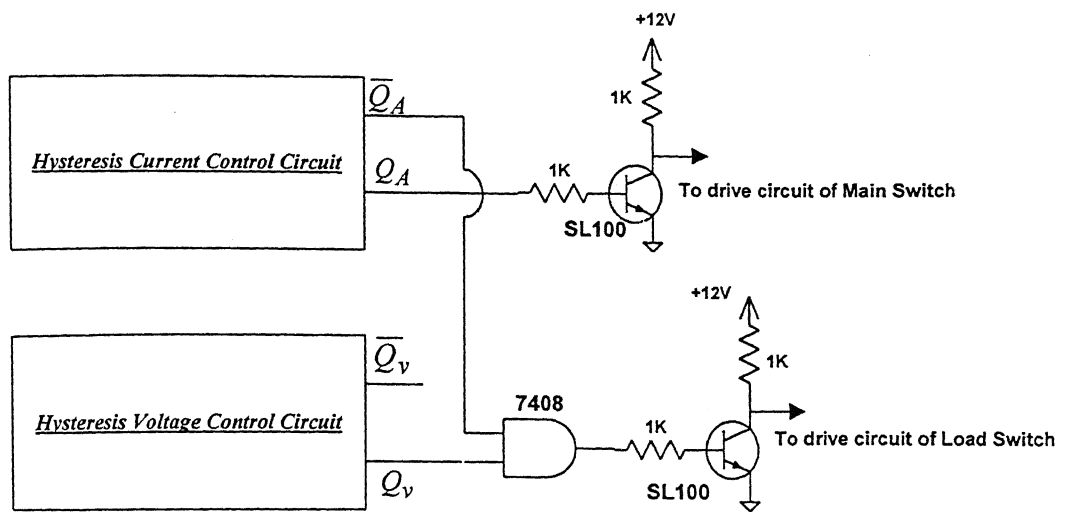 +12V
Q̅A
1K
Hysteresis Current Control Circuit
QA
1K
To drive circuit of Main Switch
SL100
+12V
Q̅v
1K
7408
Hysteresis Voltage Control Circuit
1K
To drive circuit of Load Switch
Qv
SL100